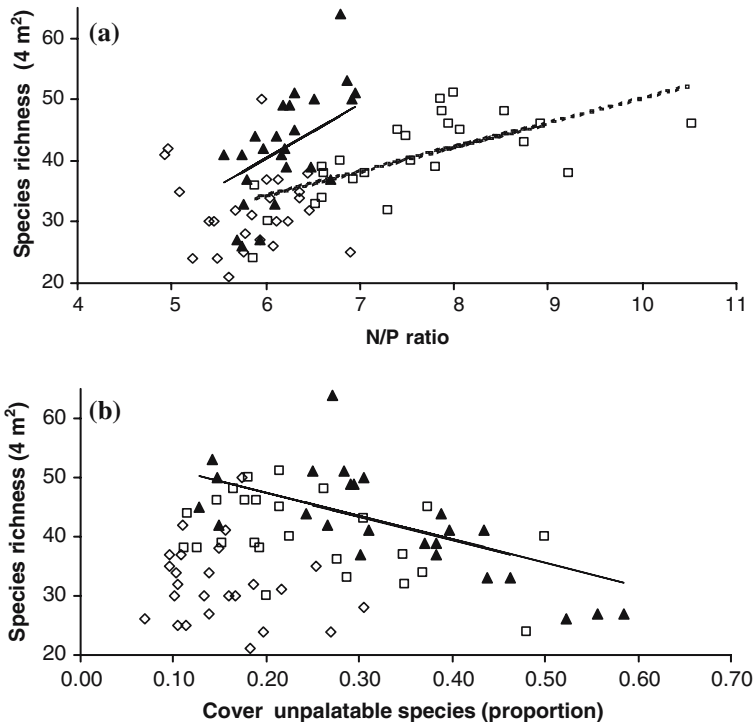 (a)
Species richness (4 m²)
60
50
40
30
20
4 5 6 7 8 9 10 11
N/P ratio
(b)
Species richness (4 m²)
60
50
40
30
20
0.00 0.10 0.20 0.30 0.40 0.50 0.60 0.70
Cover unpalatable species (proportion)